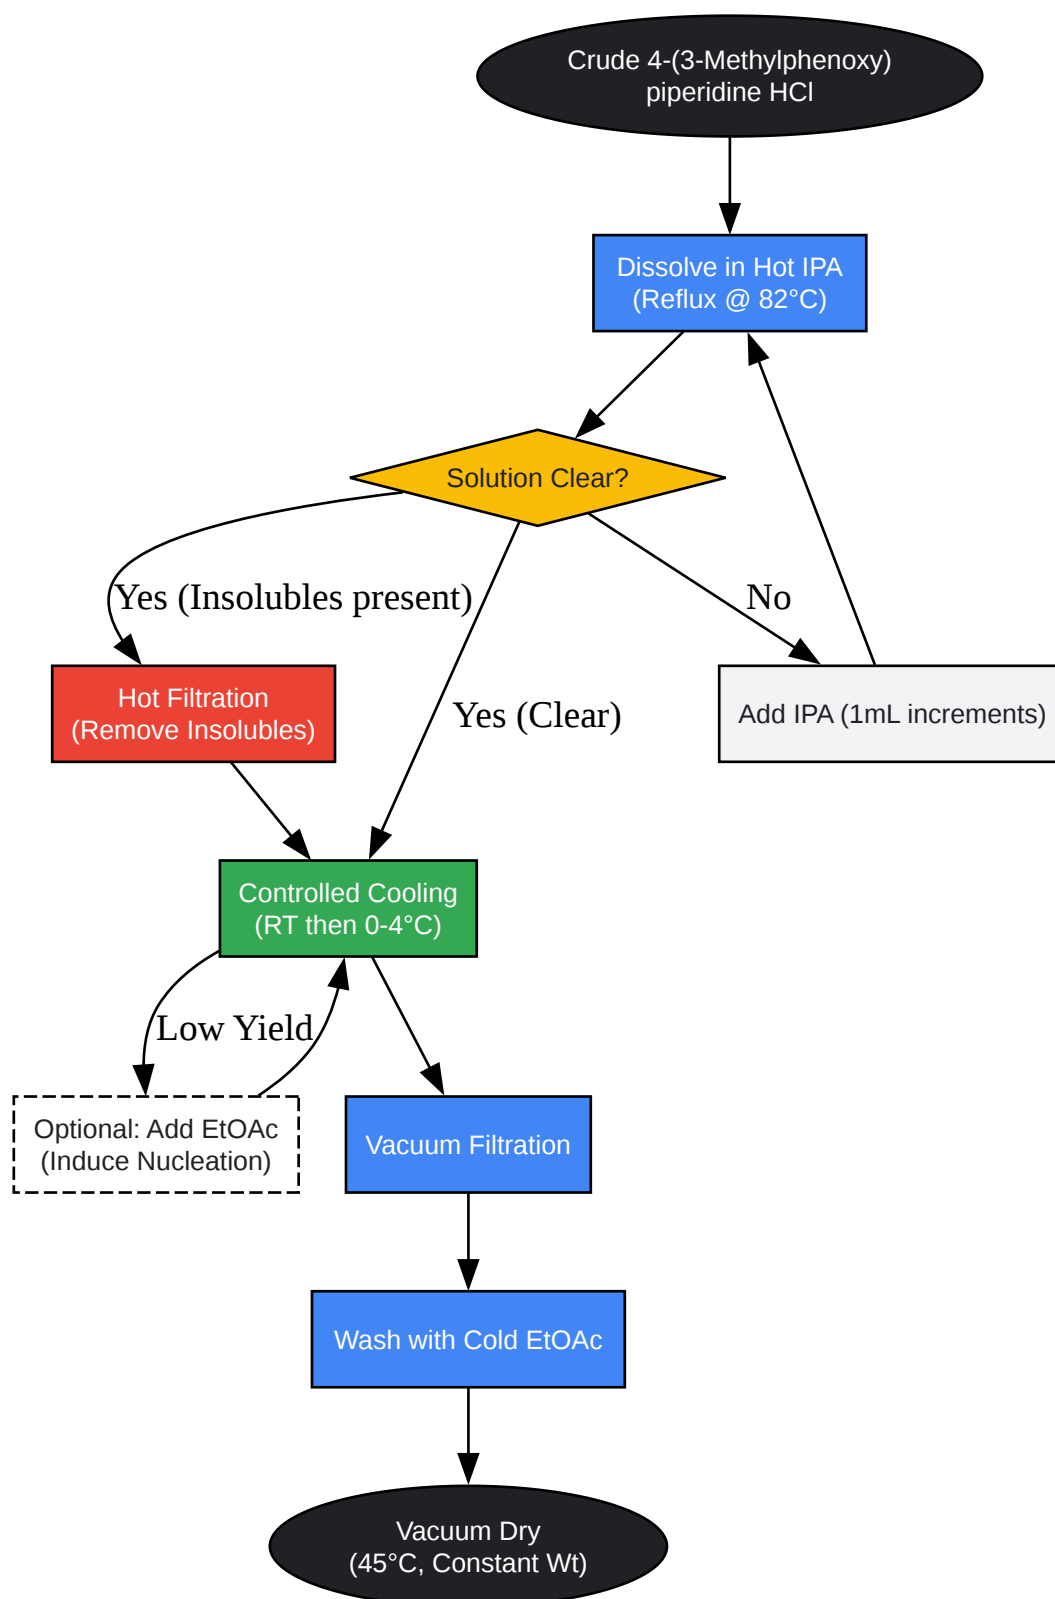 Crude 4-(3-Methylphenoxy)
piperidine HCl
Dissolve in Hot IPA
(Reflux @ 82°C)
Solution Clear?
Yes (Insolubles present)
No
Hot Filtration
(Remove Insolubles)
Yes (Clear)
Add IPA (1mL increments)
Controlled Cooling
(RT then 0-4°C)
Low Yield
Optional: Add EtOAc
(Induce Nucleation)
Vacuum Filtration
Wash with Cold EtOAc
Vacuum Dry
(45°C, Constant Wt)